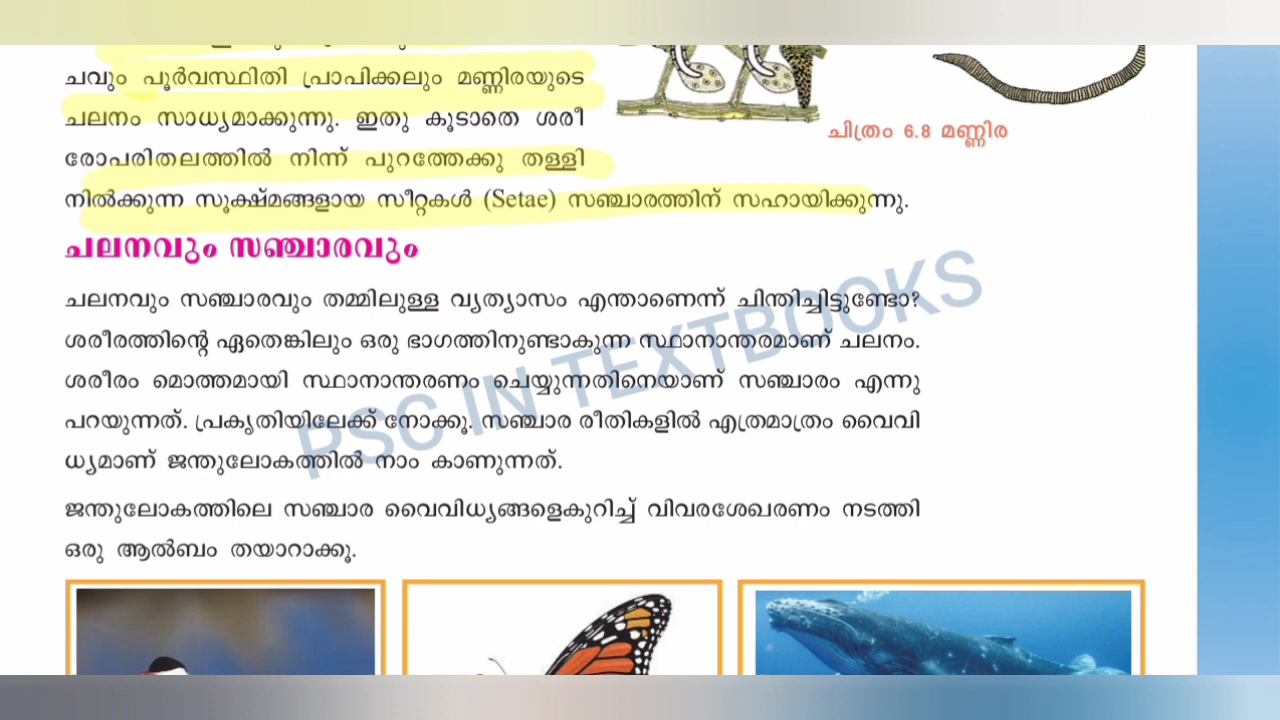 ചവും പൂർവസ്ഥിതി പ്രാപിക്കലും മണ്ണിരയുടെ
ചലനം സാധ്യമാക്കുന്നു. ഇതു കൂടാതെ ശരീ
രോപരിതലത്തിൽ നിന്ന് പുറത്തേക്കു തള്ളി
നിൽക്കുന്ന സൂക്ഷ്മങ്ങളായ സീറ്റകൾ (Setae) സഞ്ചാരത്തിന് സഹായിക്കുന്നു.
ചിത്രം 6.8 മണ്ണിര
ചലനവും സഞ്ചാരവും
ചലനവും സഞ്ചാരവും തമ്മിലുള്ള വ്യത്യാസം എന്താണെന്ന് ചിന്തിച്ചിട്ടുണ്ടോ?
ശരീരത്തിന്റെ ഏതെങ്കിലും ഒരു ഭാഗത്തിനുണ്ടാകുന്ന സ്ഥാനാന്തരമാണ് ചലനം.
ശരീരം മൊത്തമായി സ്ഥാനാന്തരണം ചെയ്യുന്നതിനെയാണ് സഞ്ചാരം എന്നു
പറയുന്നത്. പ്രകൃതിയിലേക്ക് നോക്കൂ. സഞ്ചാര രീതികളിൽ എത്രമാത്രം വൈവി
ധ്യമാണ് ജന്തുലോകത്തിൽ നാം കാണുന്നത്.
ജന്തുലോകത്തിലെ സഞ്ചാര വൈവിധ്യങ്ങളെകുറിച്ച് വിവരശേഖരണം നടത്തി
ഒരു ആൽബം തയാറാക്കൂ.
PSC IN TEXTBOOKS